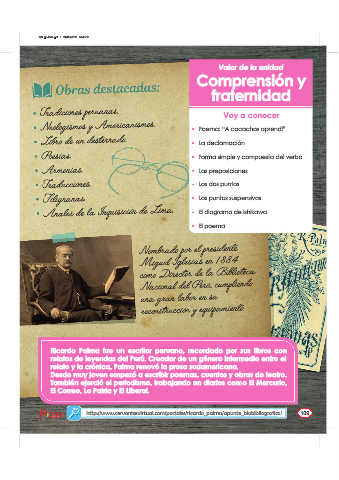 Valor de la unidad
Comprensión y
fraternidad
Voy a conocer
• Poema: "A cocachos aprendí"
• La declamación
• Forma simple y compuesta del verbo
• Las preposiciones
• Los dos puntos
• Los puntos suspensivos
• El diagrama de Ishikawa
• El poema
Obras destacadas:
• Tradiciones peruanas.
• Neologismos y Americanismos.
• Libro de un desterrado.
• Poesías.
• Armonías.
• Traducciones.
• Filigranas.
• Anales de la Inquisición de Lima.
Nombrado por el presidente
Miguel Iglesias en 1884
como Director de la Biblioteca
Nacional del Perú, cumpliendo
una gran labor en su
reconstrucción y equipamiento.
R. Palma
Ricardo Palma fue un escritor peruano, recordado por sus libros con
relatos de leyendas del Perú. Creador de un género intermedio entre el
relato y la crónica, Palma renovó la prosa sudamericana.
Desde muy joven empezó a escribir poemas, cuentos y obras de teatro.
También ejerció el periodismo, trabajando en diarios como El Mercurio,
El Correo, La Patria y El Liberal.
http://www.cervantesvirtual.com/portales/ricardo_palma/apunte_biobibliografico/
109